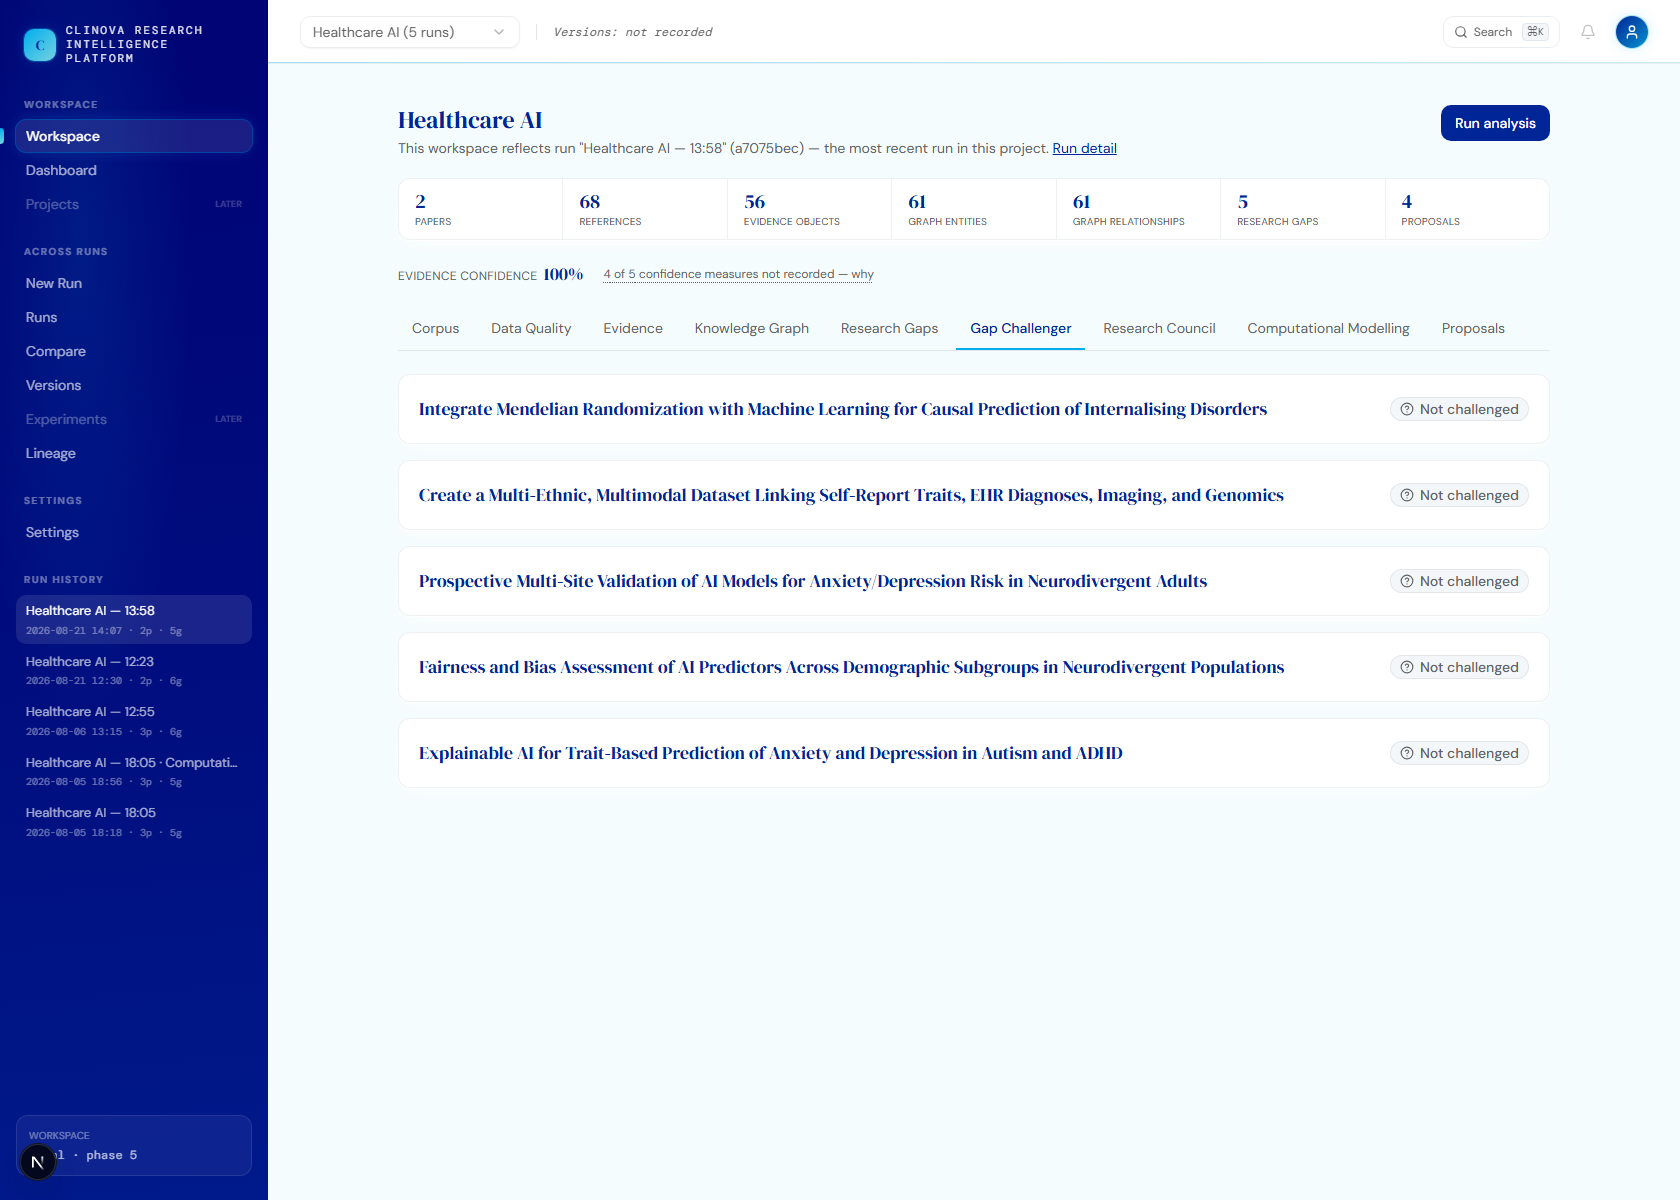 CLINOVA RESEARCH
INTELLIGENCE
PLATFORM
C
WORKSPACE
Workspace
Dashboard
Projects LATER
ACROSS RUNS
New Run
Runs
Compare
Versions
Experiments LATER
Lineage
SETTINGS
Settings
RUN HISTORY
Healthcare AI — 13:58
2026-08-21 14:07 · 2p · 5g
Healthcare AI — 12:23
2026-08-21 12:30 · 2p · 6g
Healthcare AI — 12:55
2026-08-06 13:15 · 3p · 6g
Healthcare AI — 18:05 · Computati...
2026-08-05 18:56 · 3p · 5g
Healthcare AI — 18:05
2026-08-05 18:18 · 3p · 5g
WORKSPACE
· phase 5
N
Healthcare AI (5 runs)
Versions: not recorded
Search ⌘K
Healthcare AI
Run analysis
This workspace reflects run "Healthcare AI — 13:58" (a7075bec) — the most recent run in this project. Run detail
2 68 56 61 61 5 4
PAPERS REFERENCES EVIDENCE OBJECTS GRAPH ENTITIES GRAPH RELATIONSHIPS RESEARCH GAPS PROPOSALS
EVIDENCE CONFIDENCE 100% 4 of 5 confidence measures not recorded — why
Corpus Data Quality Evidence Knowledge Graph Research Gaps Gap Challenger Research Council Computational Modelling Proposals
Integrate Mendelian Randomization with Machine Learning for Causal Prediction of Internalising Disorders Not challenged
Create a Multi-Ethnic, Multimodal Dataset Linking Self-Report Traits, EHR Diagnoses, Imaging, and Genomics Not challenged
Prospective Multi-Site Validation of AI Models for Anxiety/Depression Risk in Neurodivergent Adults Not challenged
Fairness and Bias Assessment of AI Predictors Across Demographic Subgroups in Neurodivergent Populations Not challenged
Explainable AI for Trait-Based Prediction of Anxiety and Depression in Autism and ADHD Not challenged